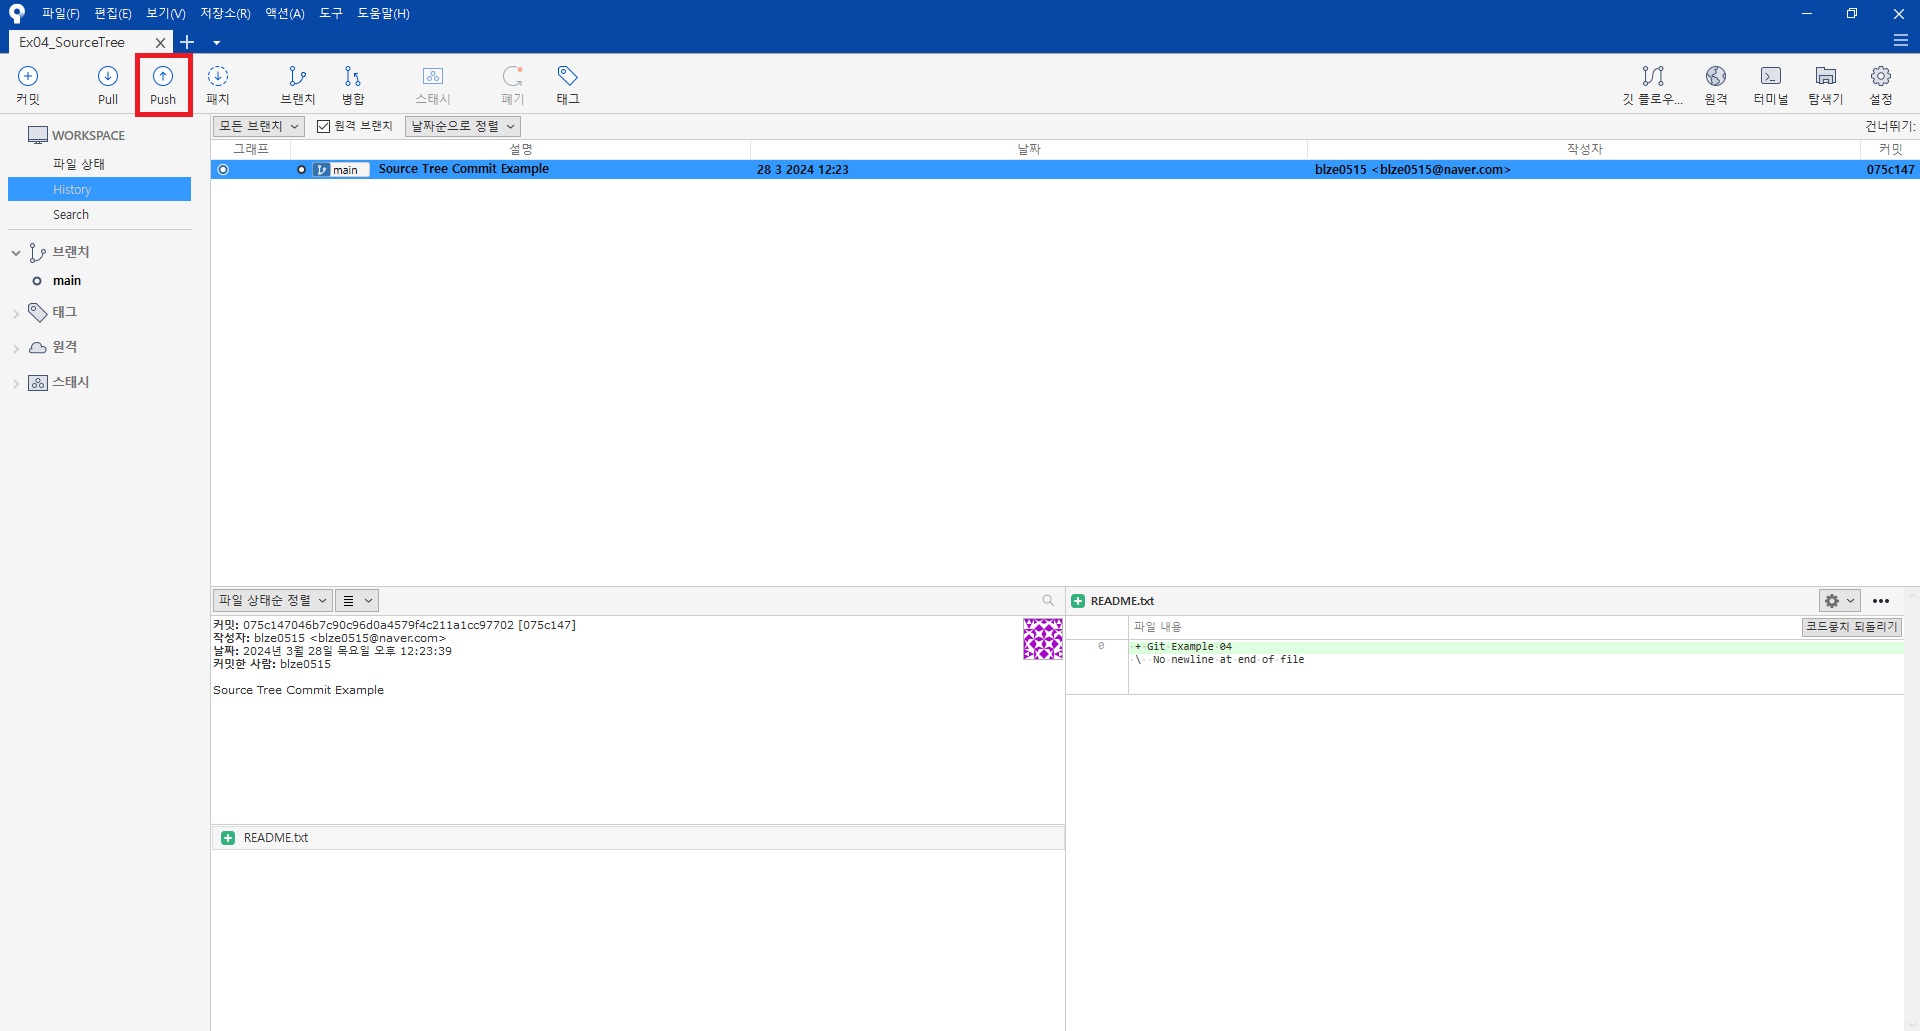 파일(F) 편집(E) 보기(V) 저장소(R) 액션(A) 도구 도움말(H)
Ex04_SourceTree
커밋 Pull Push 패치 브랜치 병합 스태시 폐기 태그 깃 플로우... 원격 터미널 탐색기 설정
WORKSPACE
파일 상태
History
Search
브랜치
main
태그
원격
스태시
모든 브랜치 원격 브랜치 날짜순으로 정렬 건너뛰기:
그래프 설명 날짜 작성자 커밋
main Source Tree Commit Example 28 3 2024 12:23 blze0515 <blze0515@naver.com> 075c147
파일 상태순 정렬
커밋: 075c147046b7c90c96d0a4579f4c211a1cc97702 [075c147]
작성자: blze0515 <blze0515@naver.com>
날짜: 2024년 3월 28일 목요일 오후 12:23:39
커밋한 사람: blze0515
Source Tree Commit Example
README.txt
README.txt
파일 내용 코드뭉치 되돌리기
0 + Git Example 04
\ No newline at end of file